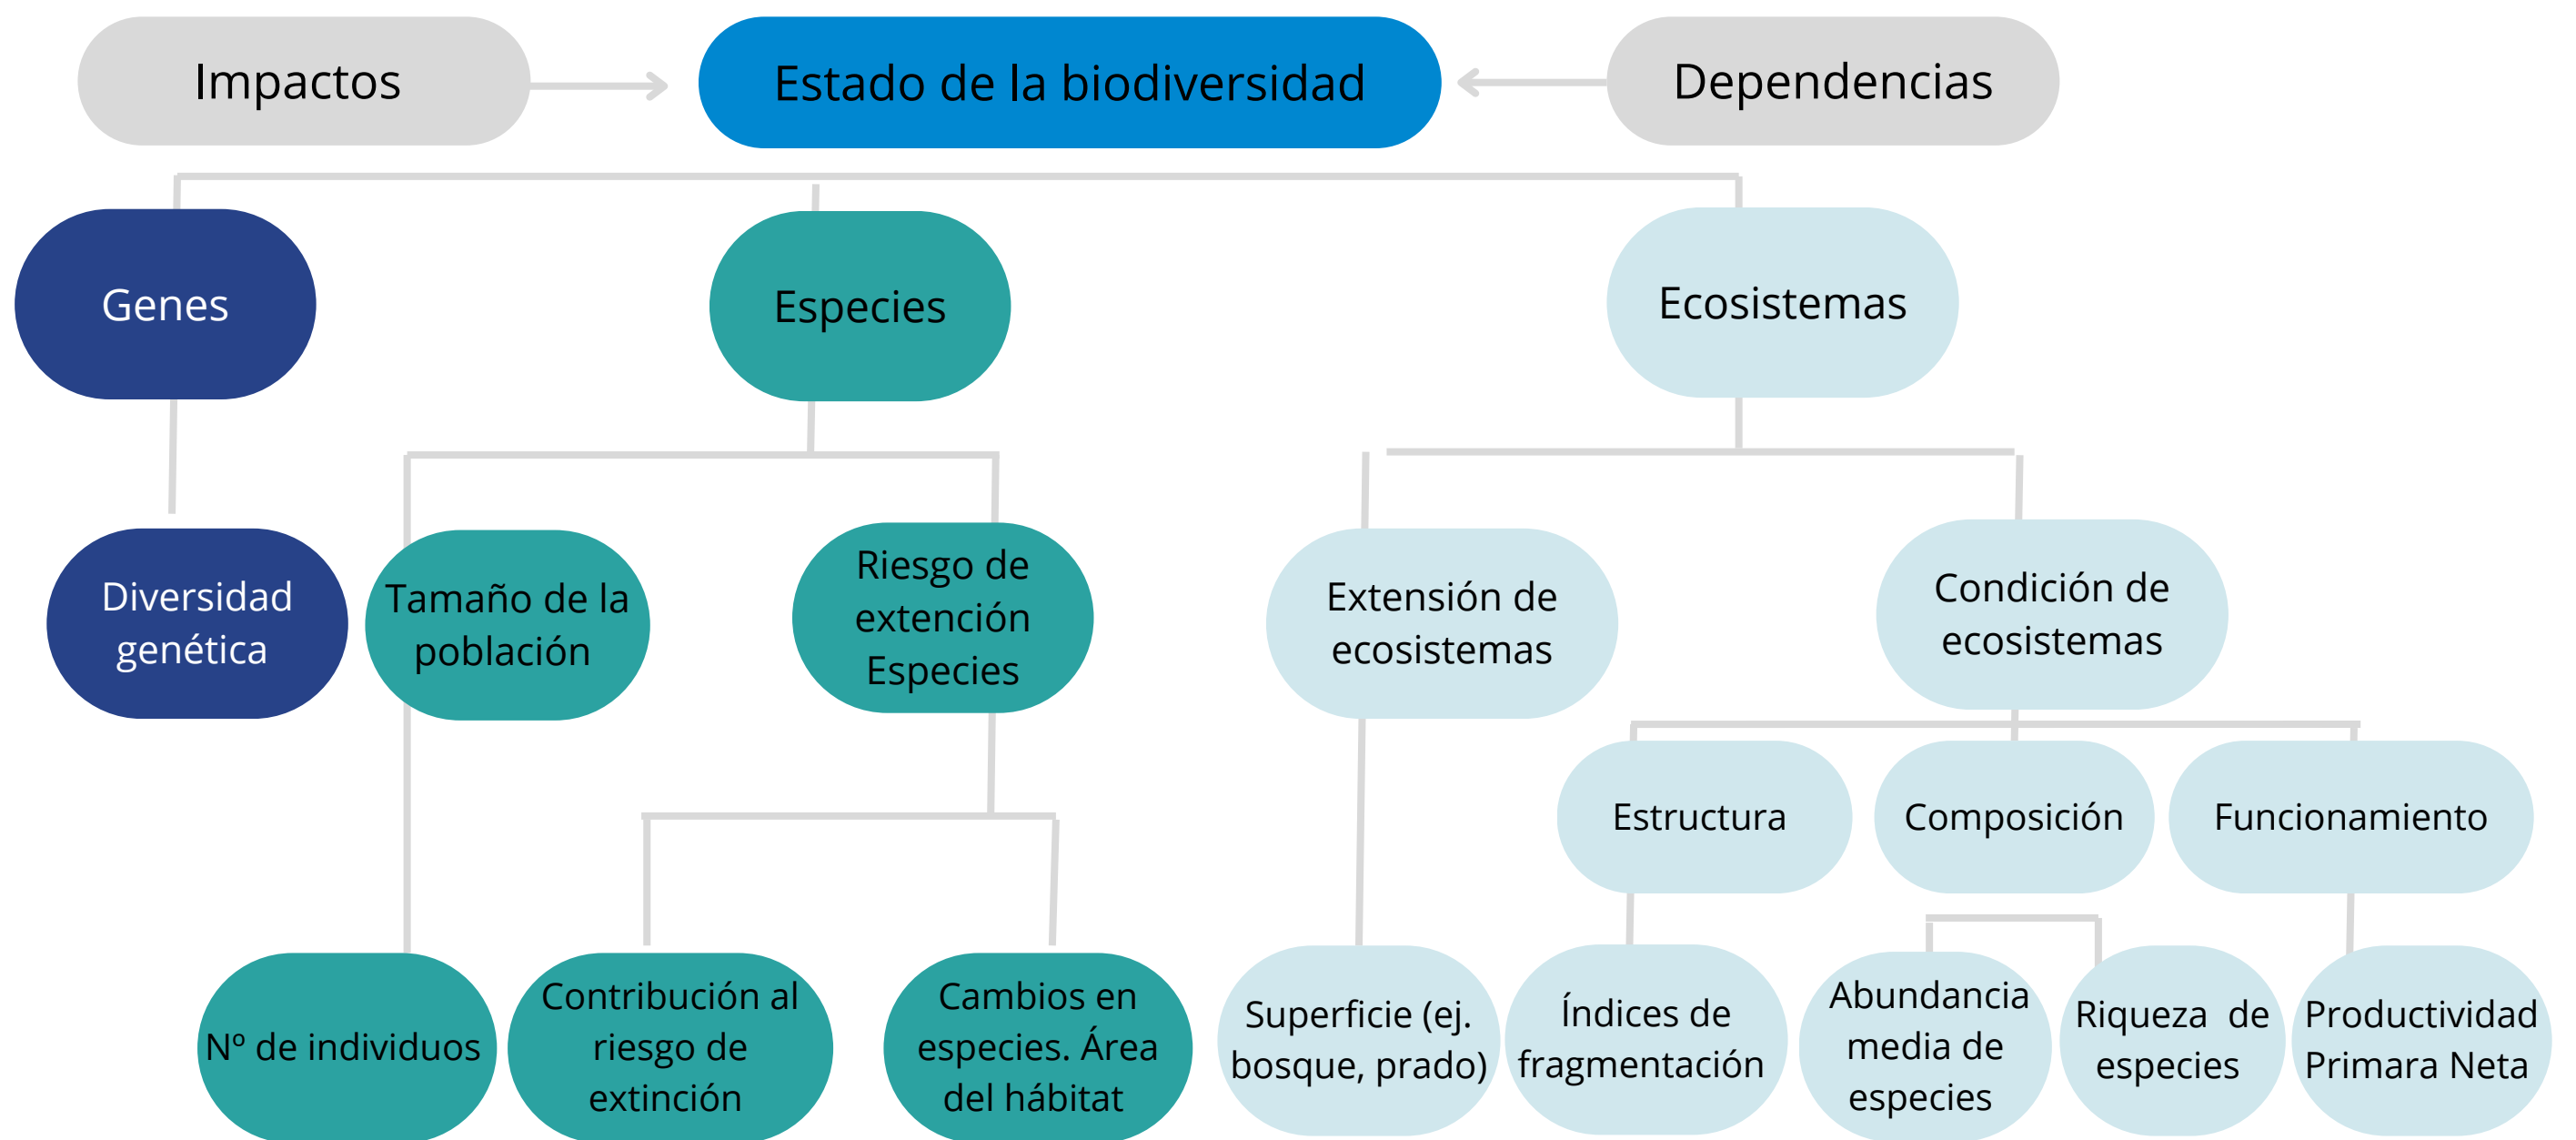 Impactos
Estado de la biodiversidad
Dependencias
Genes
Especies
Ecosistemas
Diversidad
genética
Tamaño de la
población
Riesgo de
extención
Especies
Extensión de
ecosistemas
Condición de
ecosistemas
Estructura
Composición
Funcionamiento
Nº de individuos
Contribución al
riesgo de
extinción
Cambios en
especies. Área
del hábitat
Superficie (ej.
bosque, prado)
Índices de
fragmentación
Abundancia
media de
especies
Riqueza de
especies
Productividad
Primara Neta